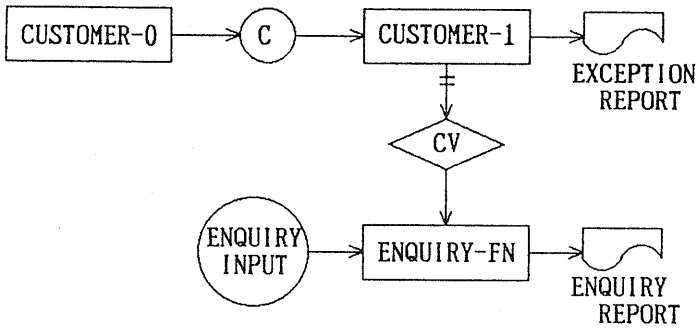 CUSTOMER-0
C
CUSTOMER-1
EXCEPTION
REPORT
CV
ENQUIRY
INPUT
ENQUIRY-FN
ENQUIRY
REPORT